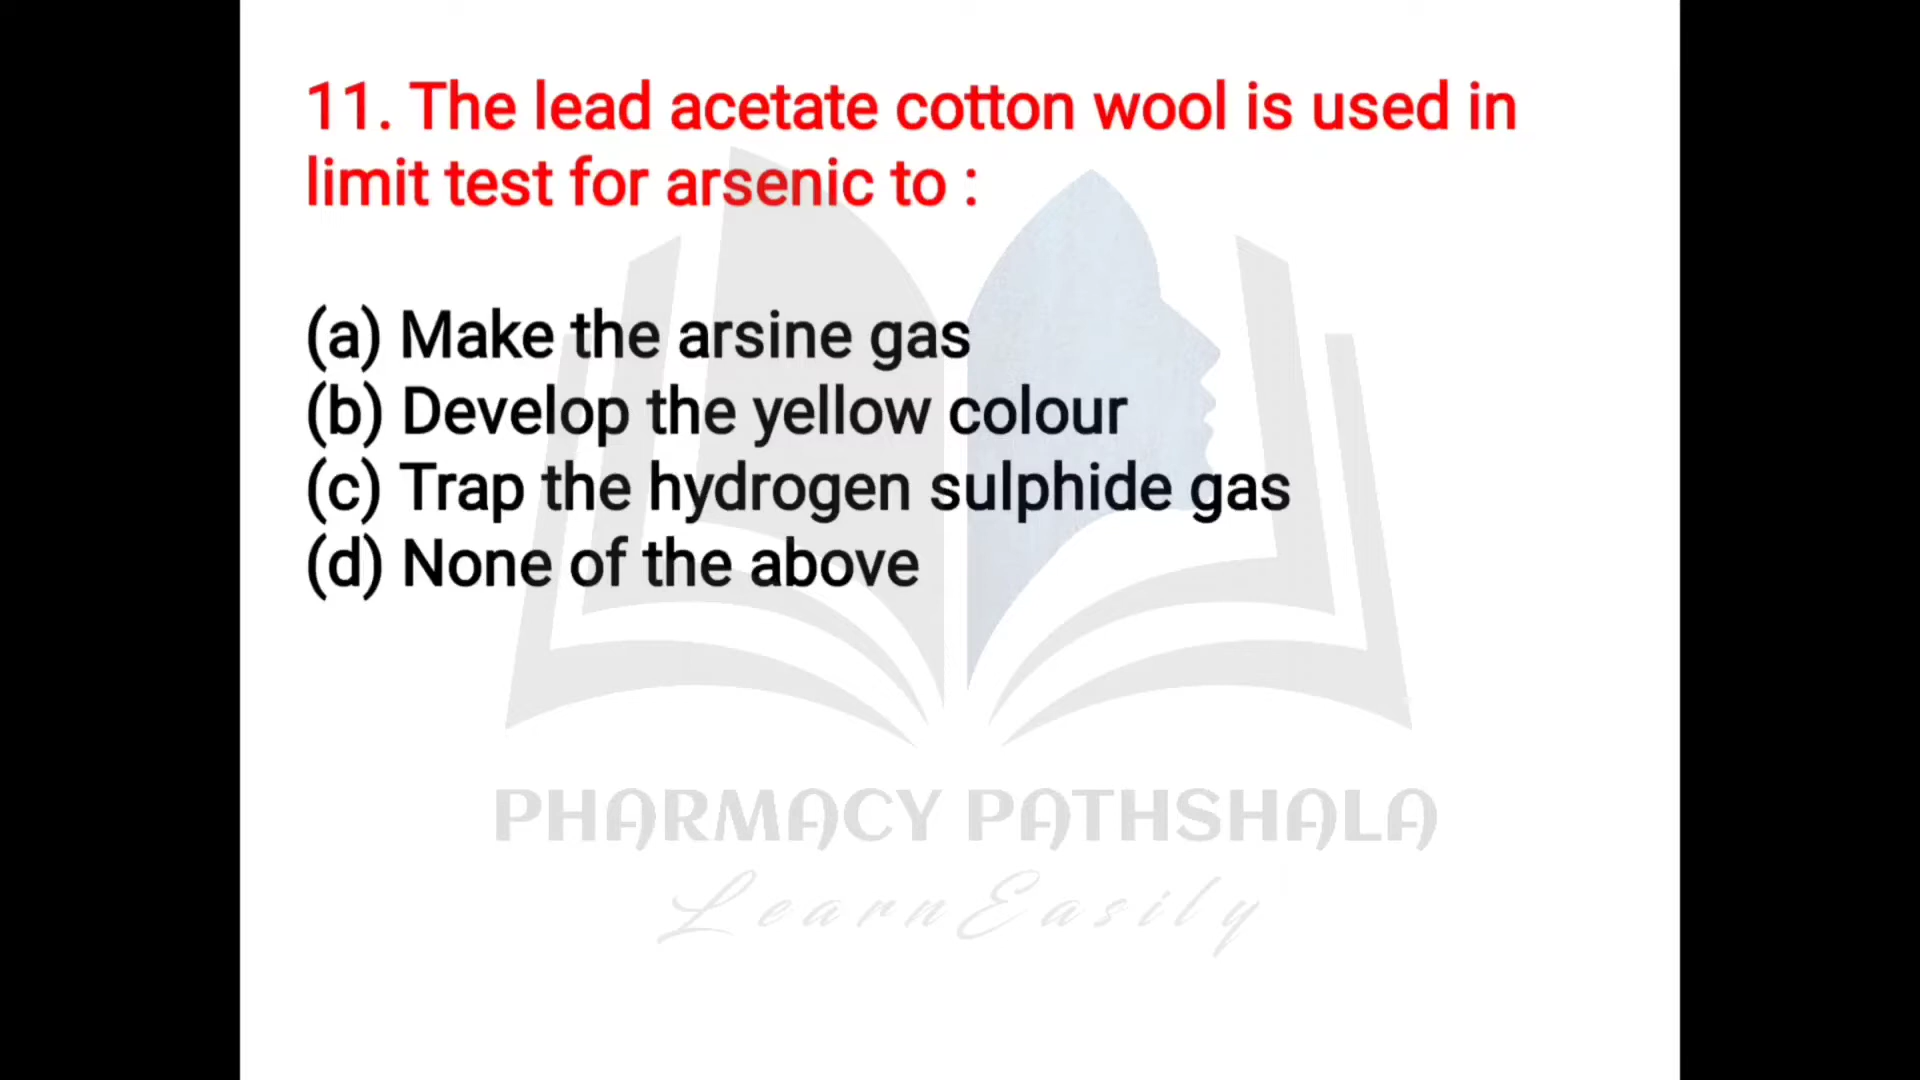 11. The lead acetate cotton wool is used in
limit test for arsenic to :
(a) Make the arsine gas
(b) Develop the yellow colour
(c) Trap the hydrogen sulphide gas
(d) None of the above
PHARMACY PATHSHALA
Learn Easily